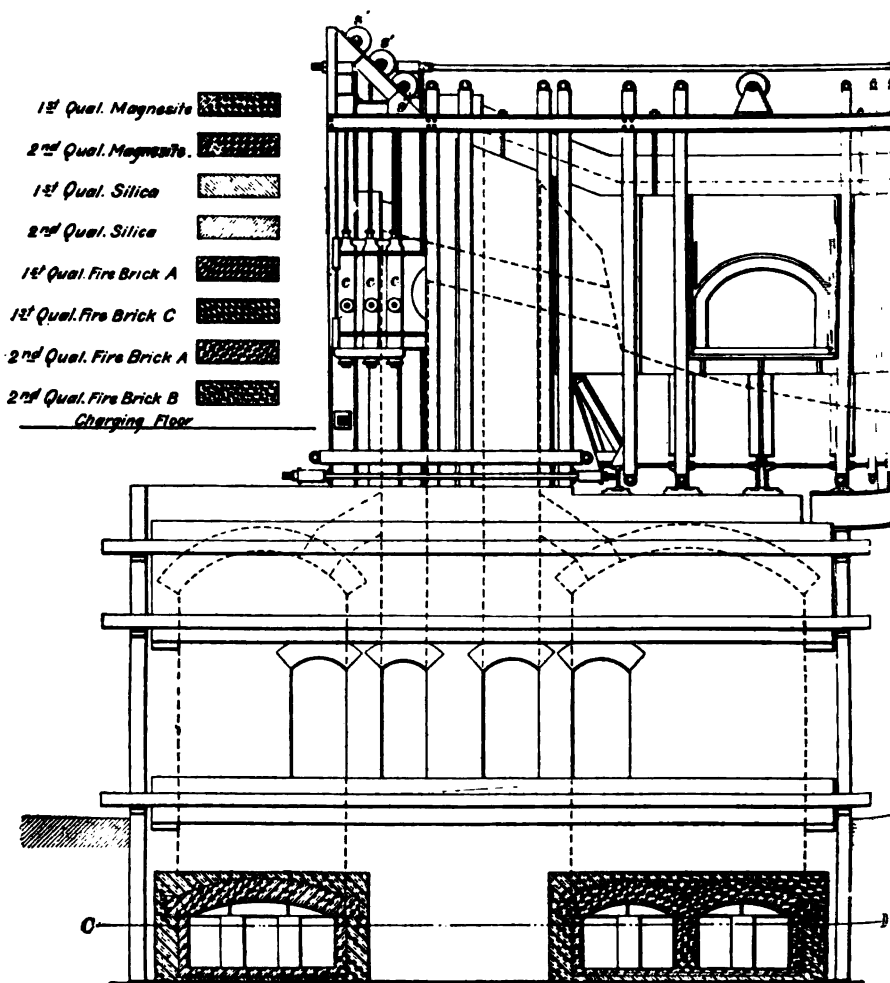 1st Qual. Magnesite
2nd Qual. Magnesite.
1st Qual. Silica
2nd Qual. Silica
1st Qual. Fire Brick A
1st Qual. Fire Brick C
2nd Qual. Fire Brick A
2nd Qual. Fire Brick B
Charging Floor
C
D